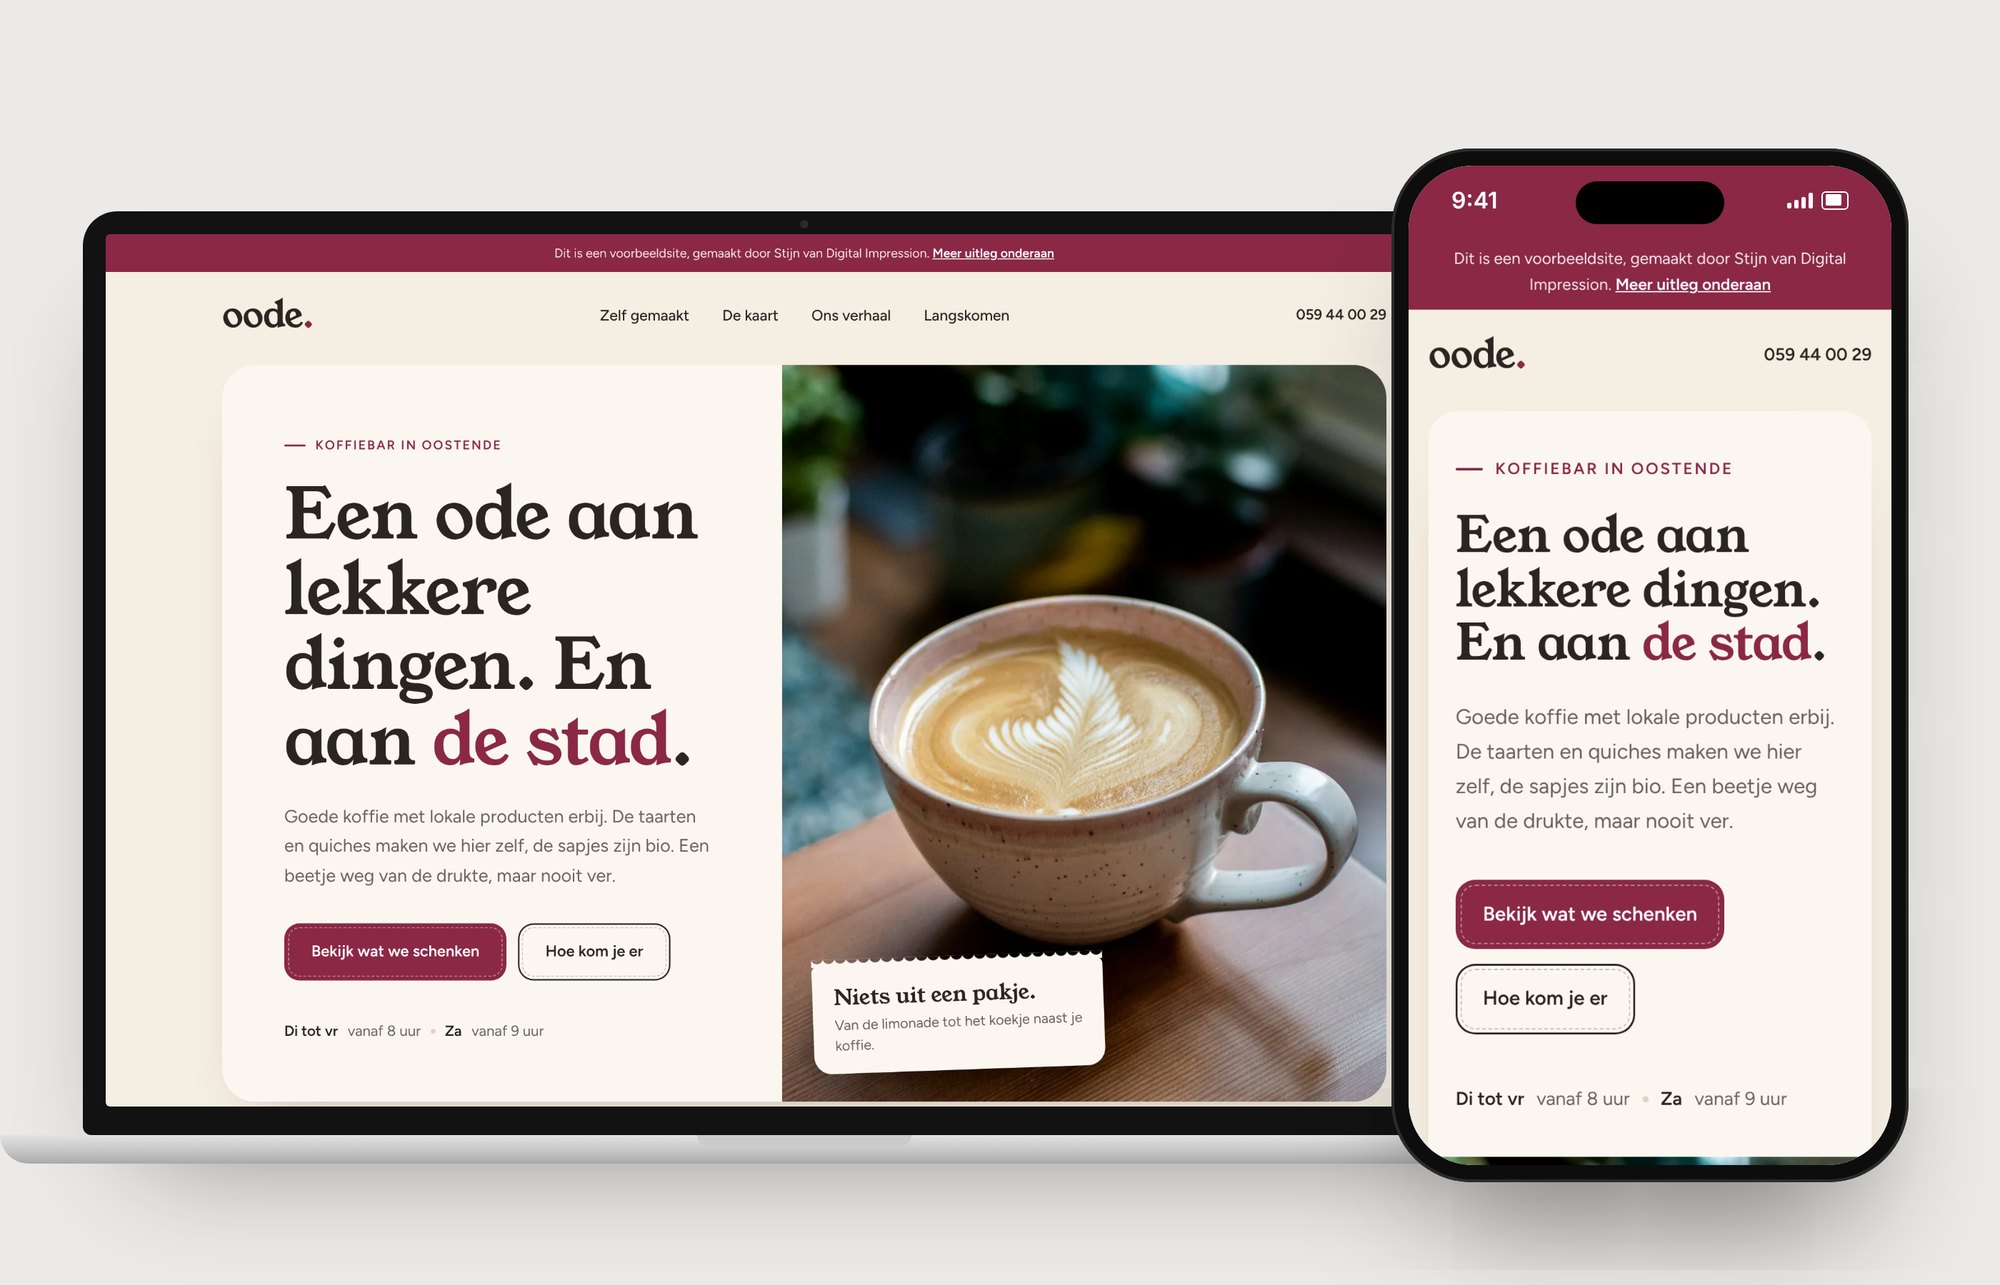 Dit is een voorbeeldsite, gemaakt door Stijn van Digital Impression. Meer uitleg onderaan
oode.
Zelf gemaakt
De kaart
Ons verhaal
Langskomen
059 44 00 29
KOFFIEBAR IN OOSTENDE
Een ode aan
lekkere
dingen. En
aan de stad.
Goede koffie met lokale producten erbij. De taarten
en quiches maken we hier zelf, de sapjes zijn bio. Een
beetje weg van de drukte, maar nooit ver.
Bekijk wat we schenken
Hoe kom je er
Di tot vr vanaf 8 uur • Za vanaf 9 uur
Niets uit een pakje.
Van de limonade tot het koekje naast je
koffie.
9:41
Dit is een voorbeeldsite, gemaakt door Stijn van Digital
Impression. Meer uitleg onderaan
oode.
059 44 00 29
KOFFIEBAR IN OOSTENDE
Een ode aan
lekkere dingen.
En aan de stad.
Goede koffie met lokale producten erbij.
De taarten en quiches maken we hier
zelf, de sapjes zijn bio. Een beetje weg
van de drukte, maar nooit ver.
Bekijk wat we schenken
Hoe kom je er
Di tot vr vanaf 8 uur • Za vanaf 9 uur